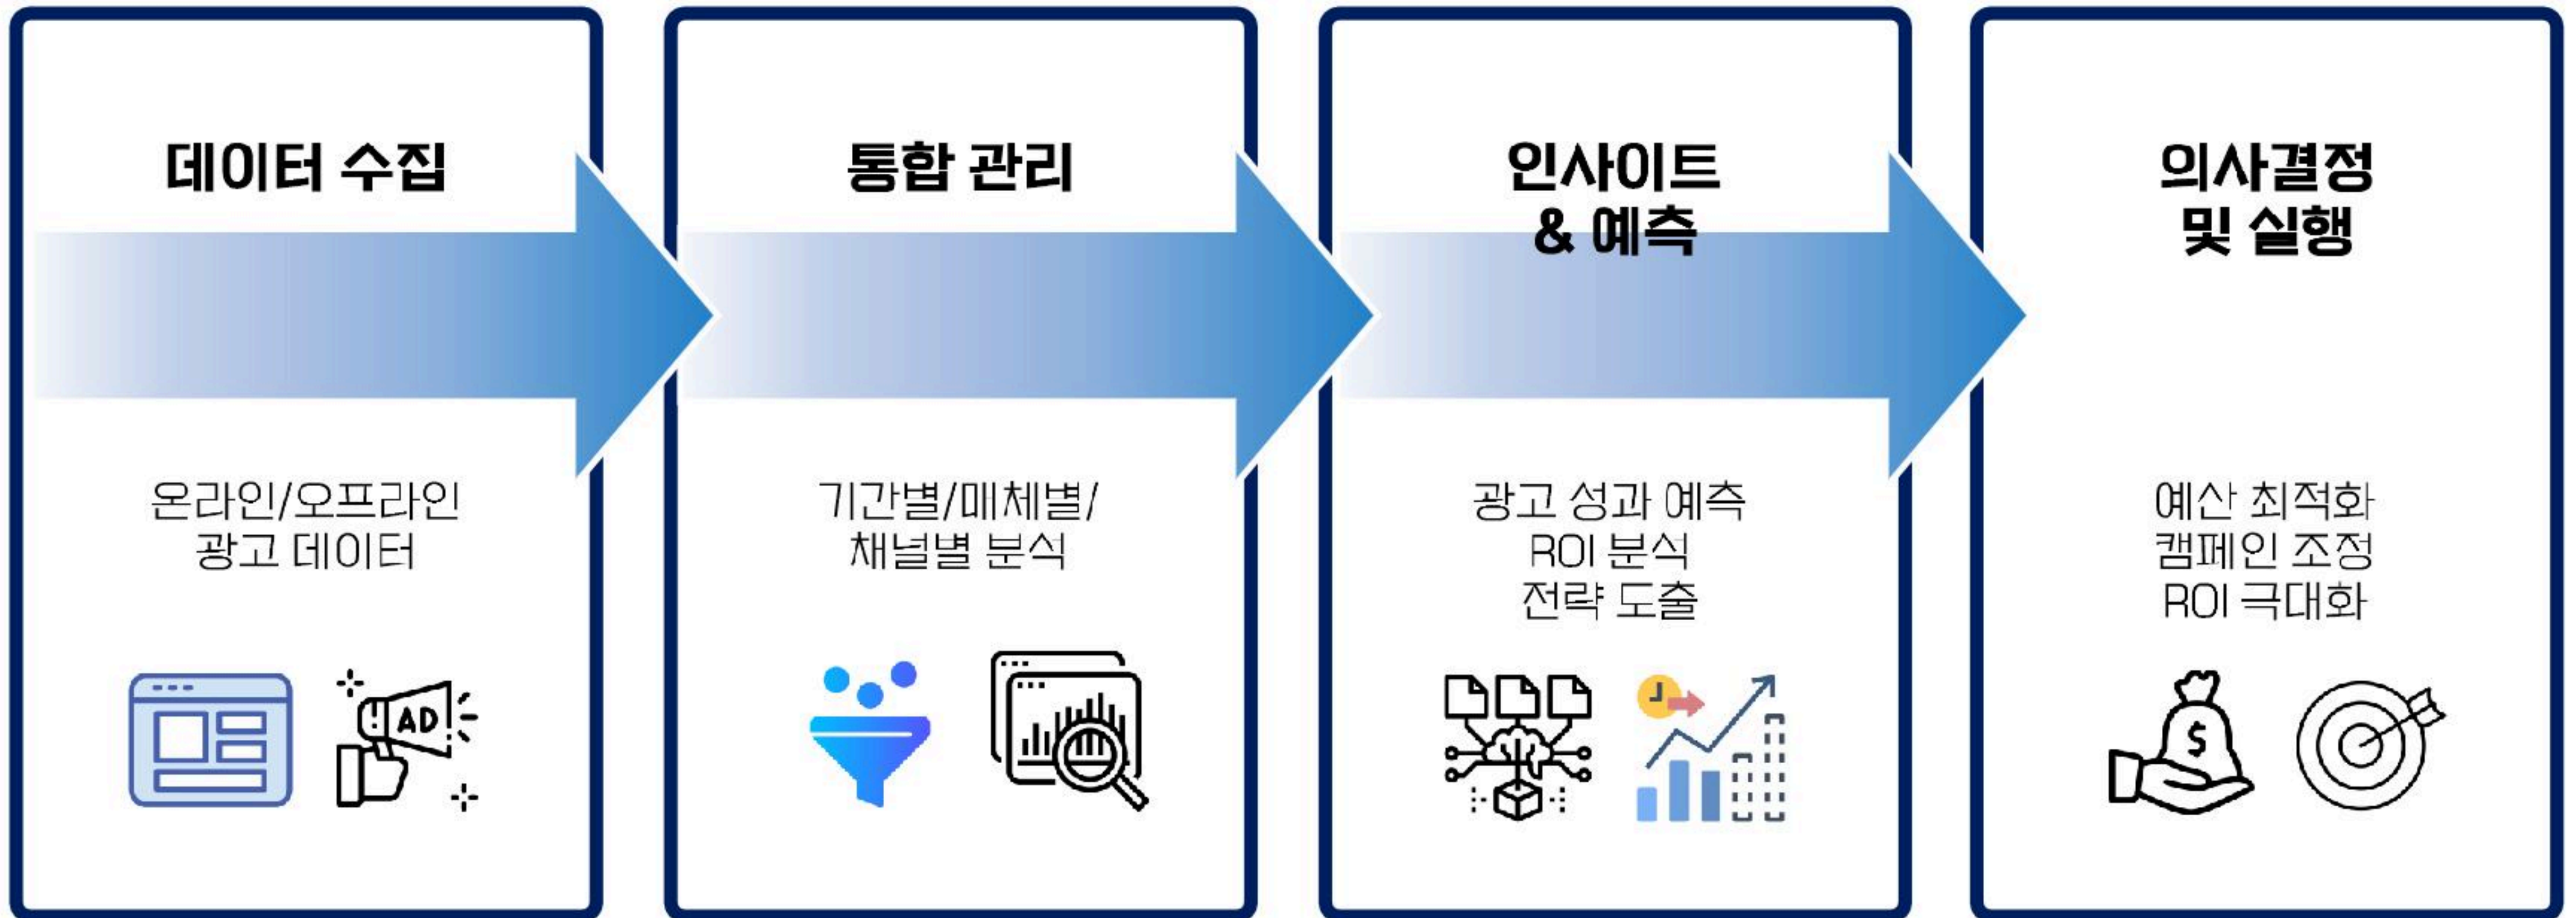 데이터 수집
온라인/오프라인
광고 데이터
AD
통합 관리
기간별/매체별/
채널별 분석
인사이트
& 예측
광고 성과 예측
ROI 분석
전략 도출
의사결정
및 실행
예산 최적화
캠페인 조정
ROI 극대화
$